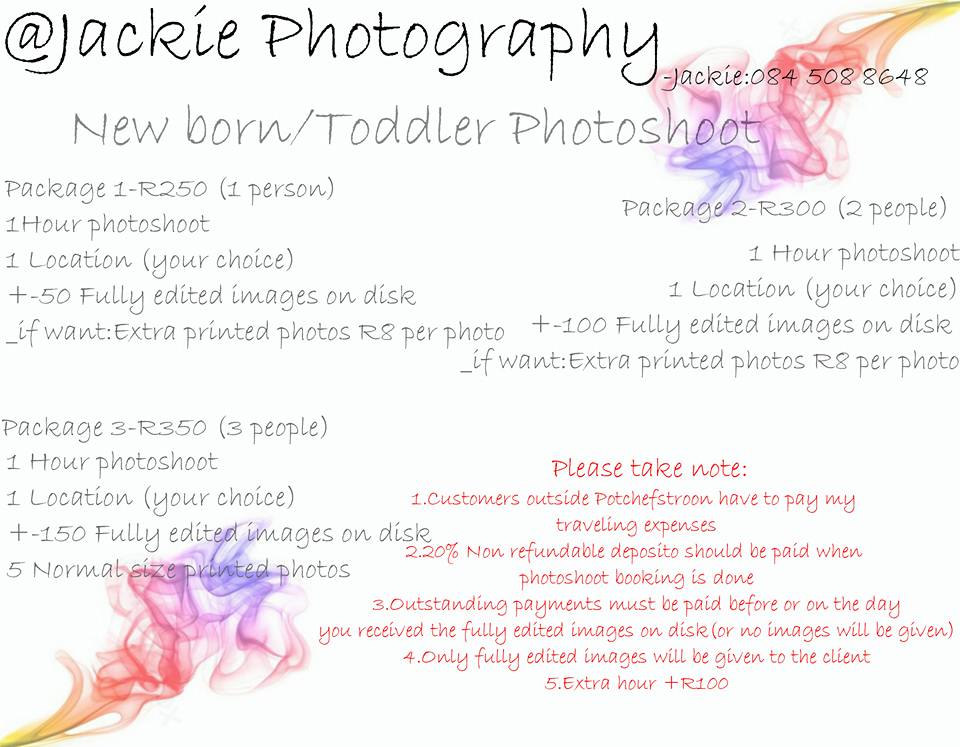 @Jackie Photography
-Jackie:084 508 8648
New born/Toddler Photoshoot
Package 1-R250 (1 person)
1Hour photoshoot
1 Location (your choice)
+-50 Fully edited images on disk
_if want:Extra printed photos R8 per photo
Package 2-R300 (2 people)
1 Hour photoshoot
1 Location (your choice)
+-100 Fully edited images on disk
_if want:Extra printed photos R8 per photo
Package 3-R350 (3 people)
1 Hour photoshoot
1 Location (your choice)
+-150 Fully edited images on disk
5 Normal size printed photos
Please take note:
1.Customers outside Potchefstroon have to pay my
traveling expenses
2.20% Non refundable deposito should be paid when
photoshoot booking is done
3.Outstanding payments must be paid before or on the day
you received the fully edited images on disk(or no images will be given)
4.Only fully edited images will be given to the client
5.Extra hour +R100